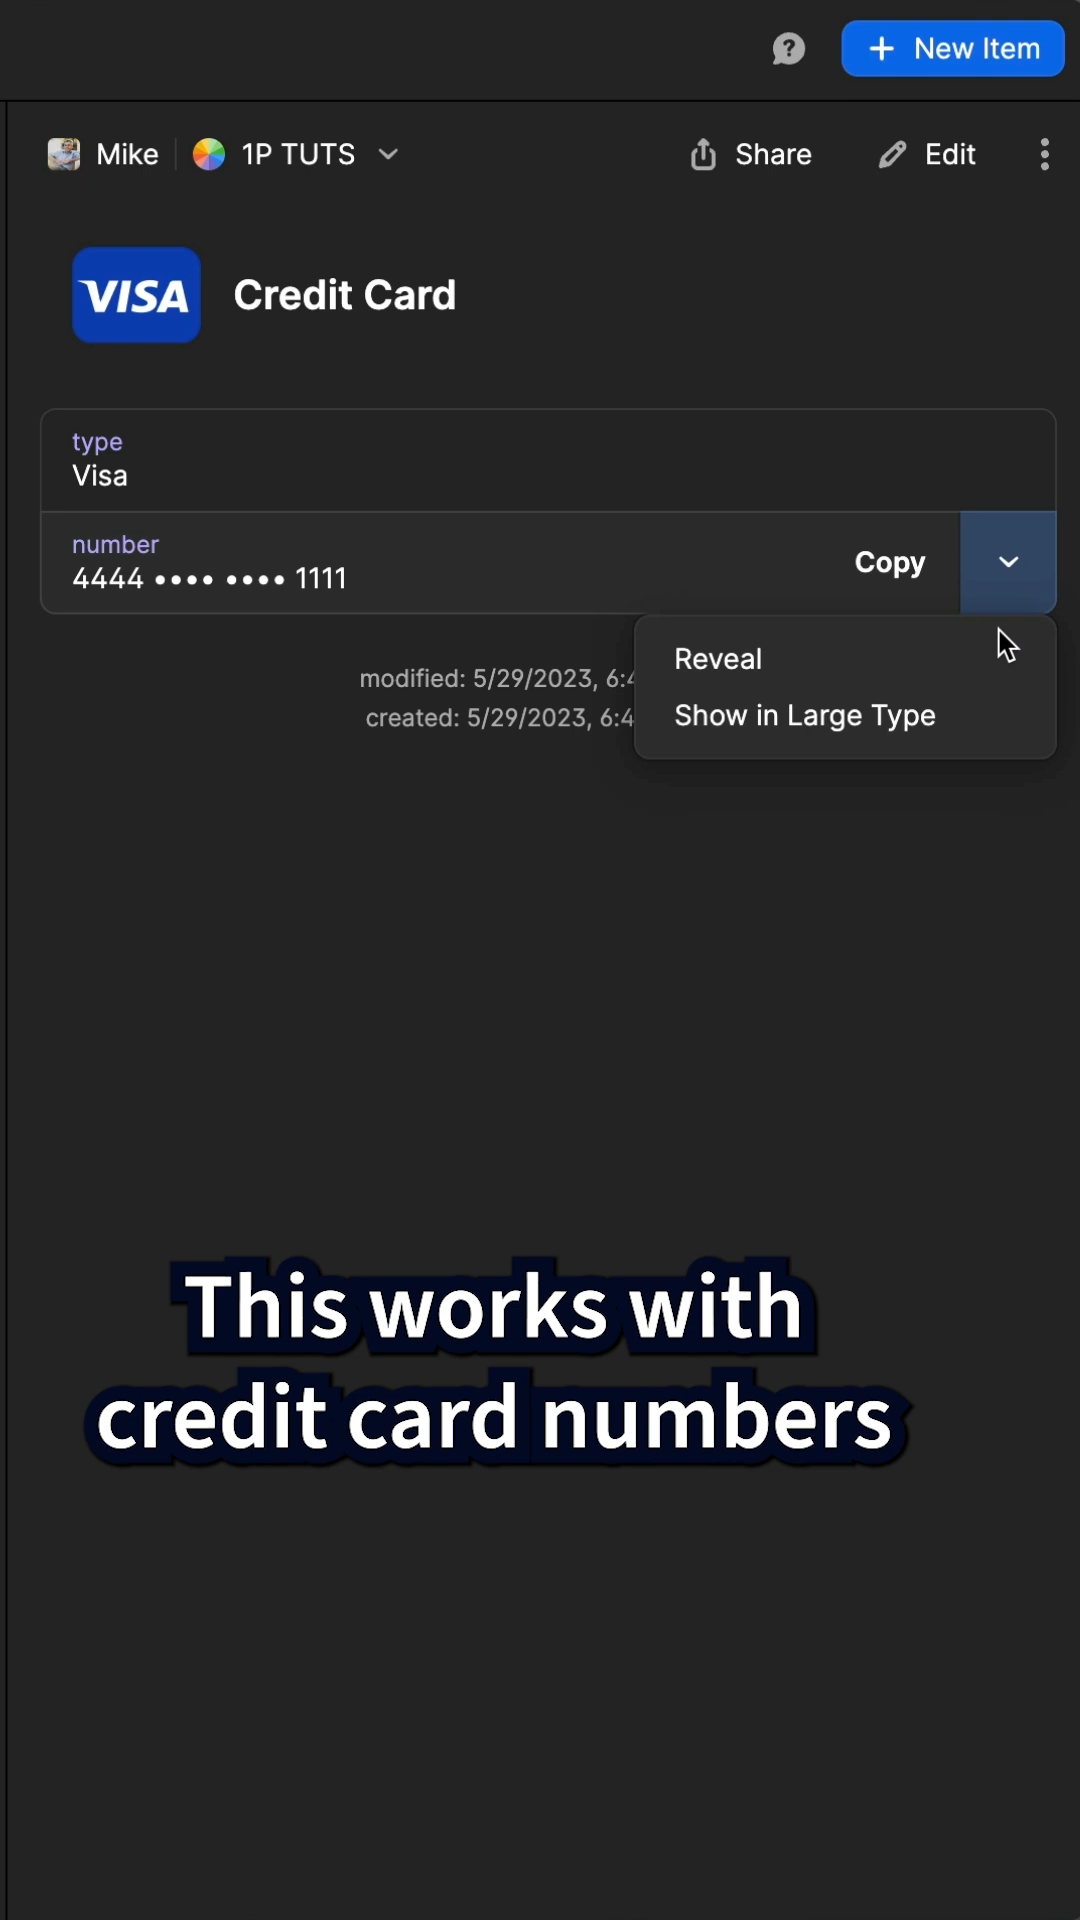 New Item
Mike
1P TUTS
Share
Edit
VISA
Credit Card
type
Visa
number
4444 •••• •••• 1111
Copy
Reveal
Show in Large Type
modified: 5/29/2023, 6:4
created: 5/29/2023, 6:4
This works with
credit card numbers